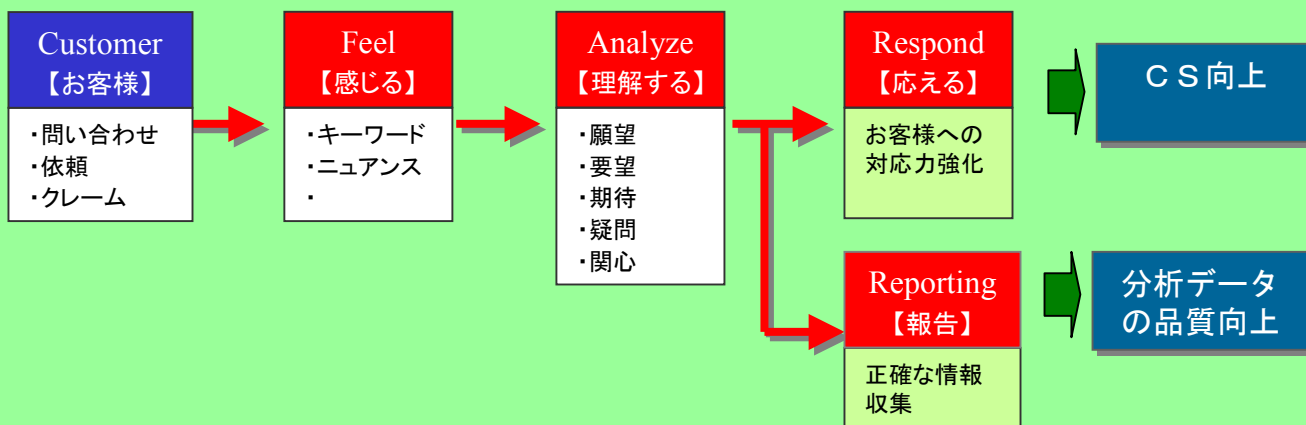 Customer
【お客様】
・問い合わせ
・依頼
・クレーム
Feel
【感じる】
・キーワード
・ニュアンス
・
Analyze
【理解する】
・願望
・要望
・期待
・疑問
・関心
Respond
【応える】
お客様への
対応力強化
ＣＳ向上
Reporting
【報告】
正確な情報
収集
分析データ
の品質向上